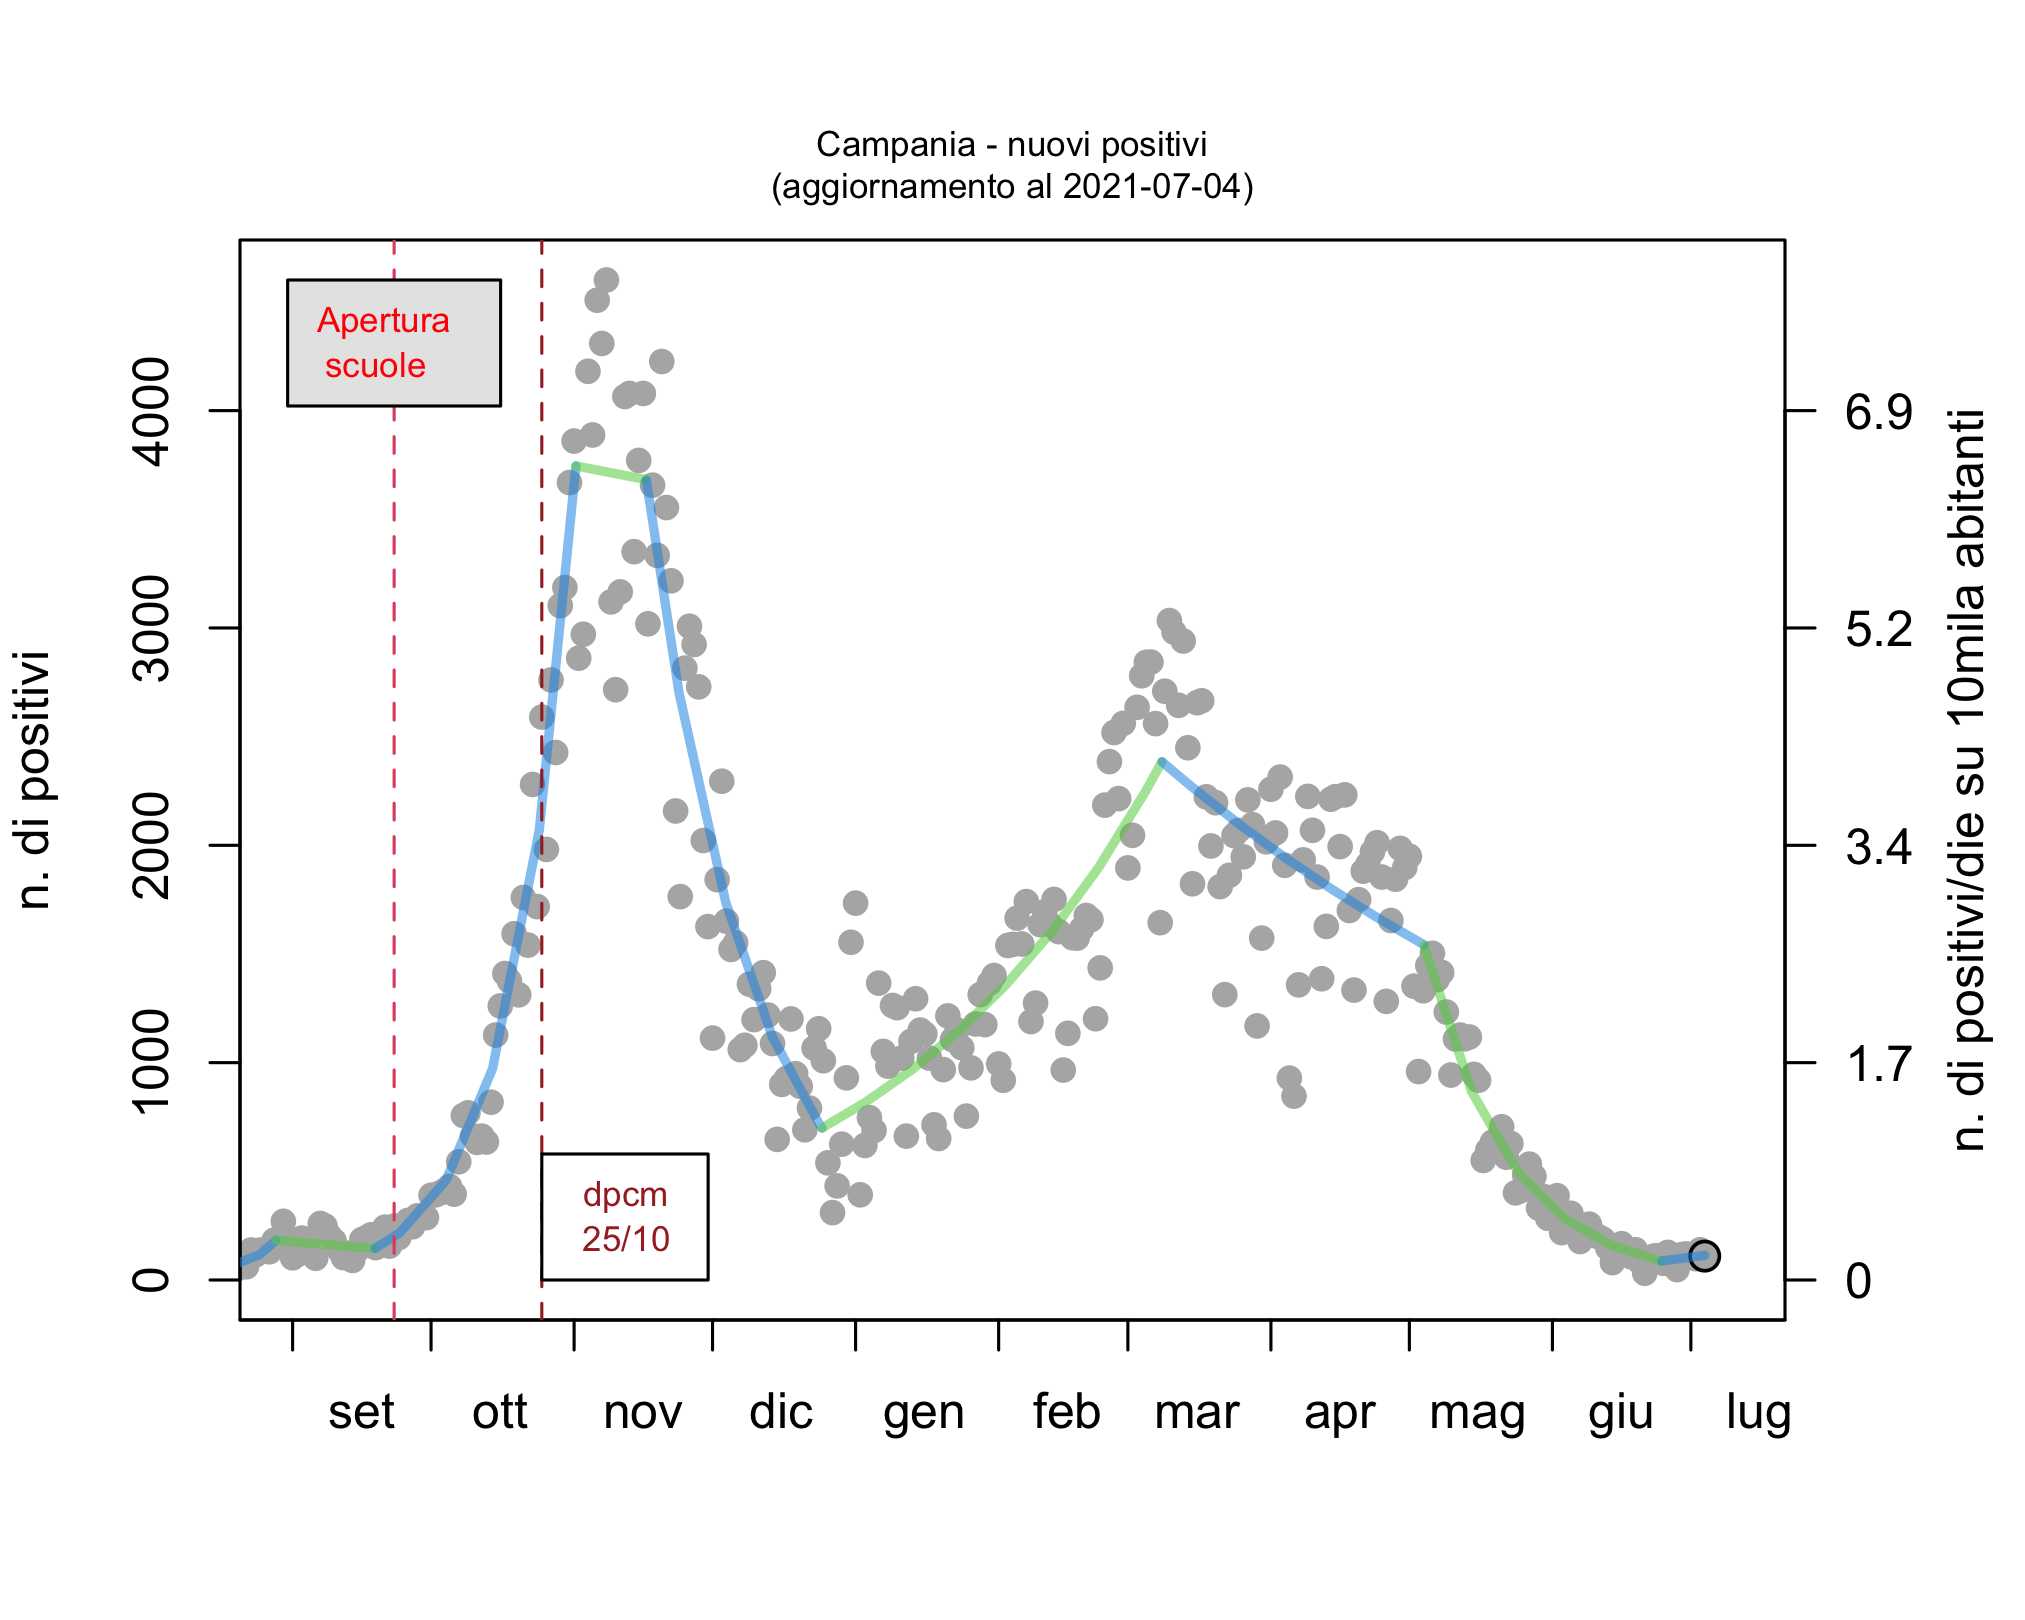 Campania - nuovi positivi
(aggiornamento al 2021-07-04)
Apertura
scuole
dpcm
25/10
n. di positivi
0
1000
2000
3000
4000
n. di positivi/die su 10mila abitanti
6.9
5.2
3.4
1.7
0
set ott nov dic gen feb mar apr mag giu lug